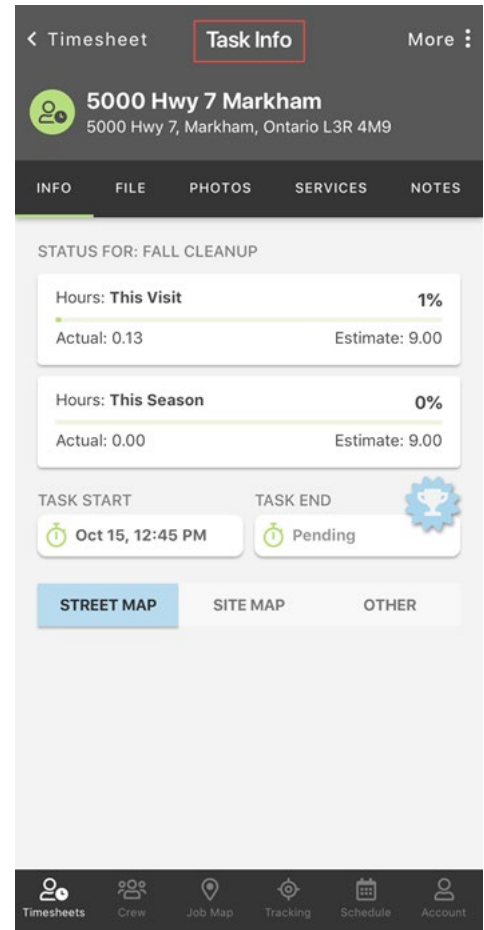 Timesheet Task Info More
5000 Hwy 7 Markham
5000 Hwy 7, Markham, Ontario L3R 4M9
INFO FILE PHOTOS SERVICES NOTES
STATUS FOR: FALL CLEANUP
Hours: This Visit 1%
Actual: 0.13 Estimate: 9.00
Hours: This Season 0%
Actual: 0.00 Estimate: 9.00
TASK START TASK END
Oct 15, 12:45 PM Pending
STREET MAP SITE MAP OTHER
Timesheets Crew Job Map Tracking Schedule Account